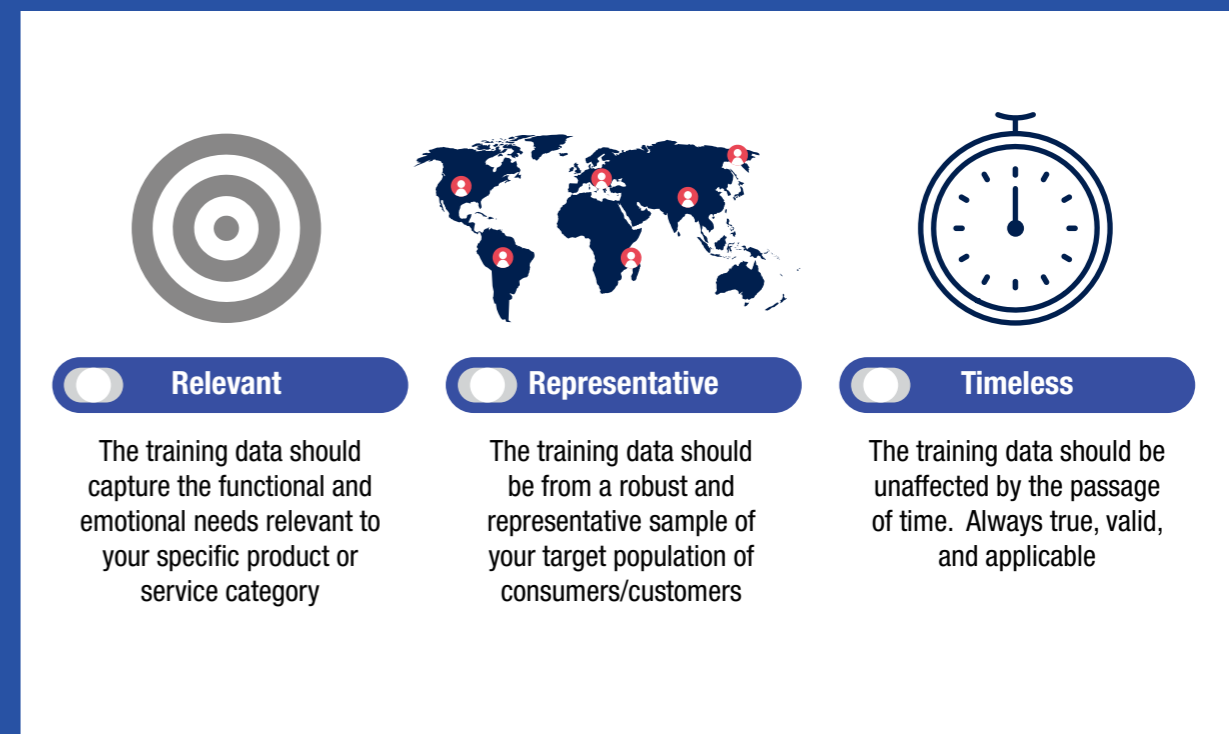 Relevant
The training data should
capture the functional and
emotional needs relevant to
your specific product or
service category
Representative
The training data should
be from a robust and
representative sample of
your target population of
consumers/customers
Timeless
The training data should be
unaffected by the passage
of time.  Always true, valid,
and applicable